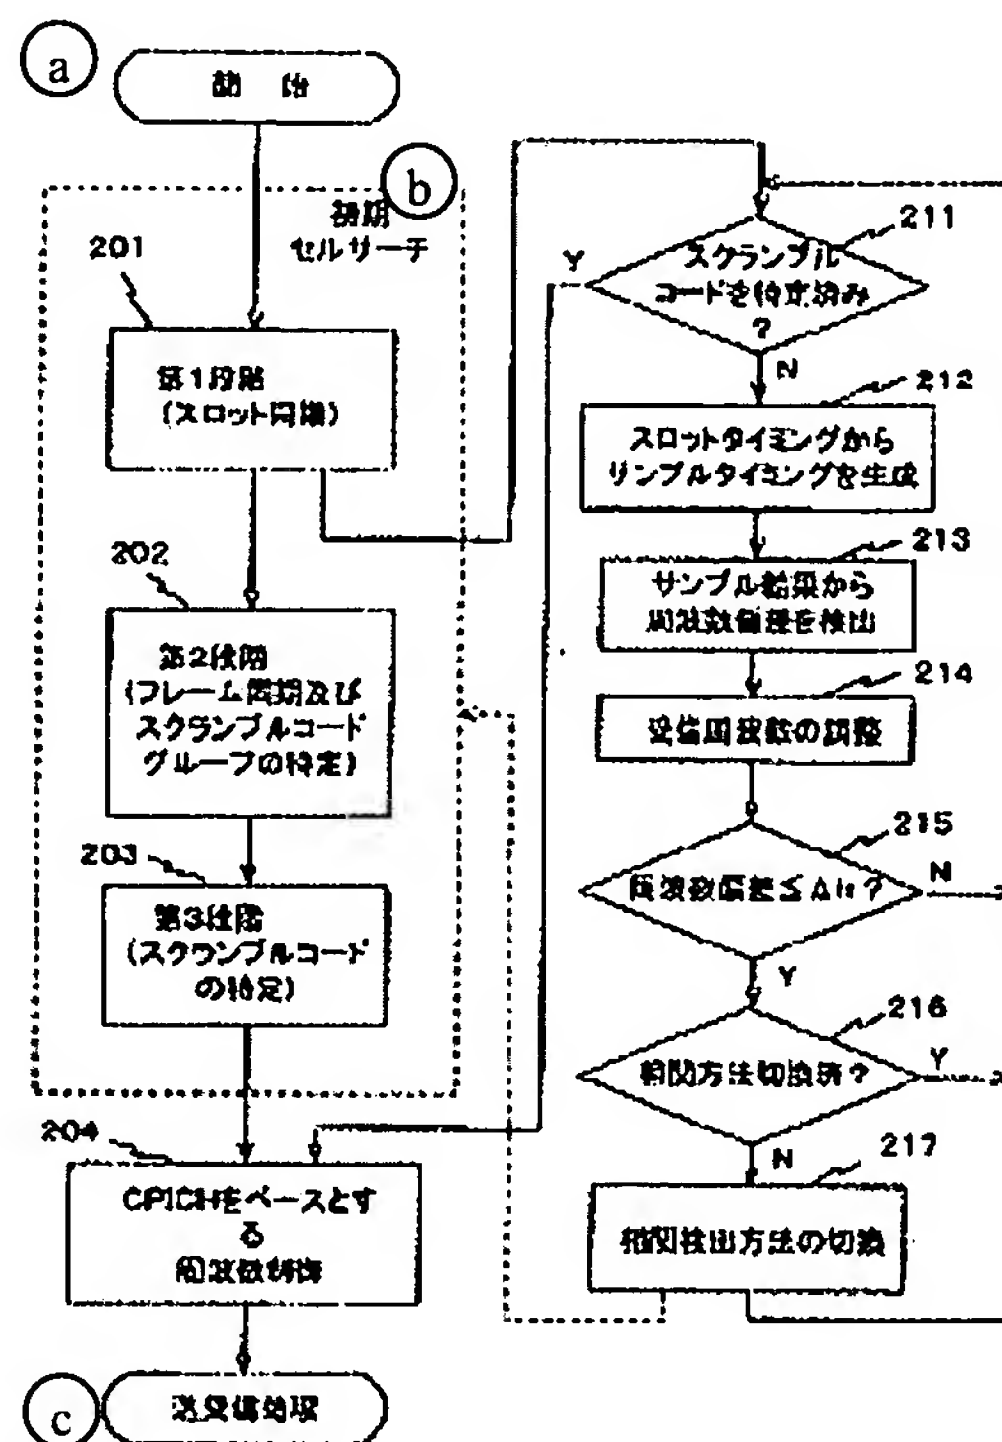 a
開 始
b
初期
セルサーチ
201
第1段階
(スロット同期)
202
第2段階
(フレーム同期及び
スクランブルコード
グループの特定)
203
第3段階
(スクランブルコード
の特定)
204
CPICHをベースとす
る
周波数制御
c
送受信処理
211
スクランブル
コードを特定済み
?
Y
N
212
スロットタイミングから
サンプルタイミングを生成
213
サンプル結果から
周波数偏差を検出
214
受信周波数の調整
215
周波数偏差≦Δ
?
N
Y
216
相関方法切換済?
Y
N
217
相関検出方法の切換